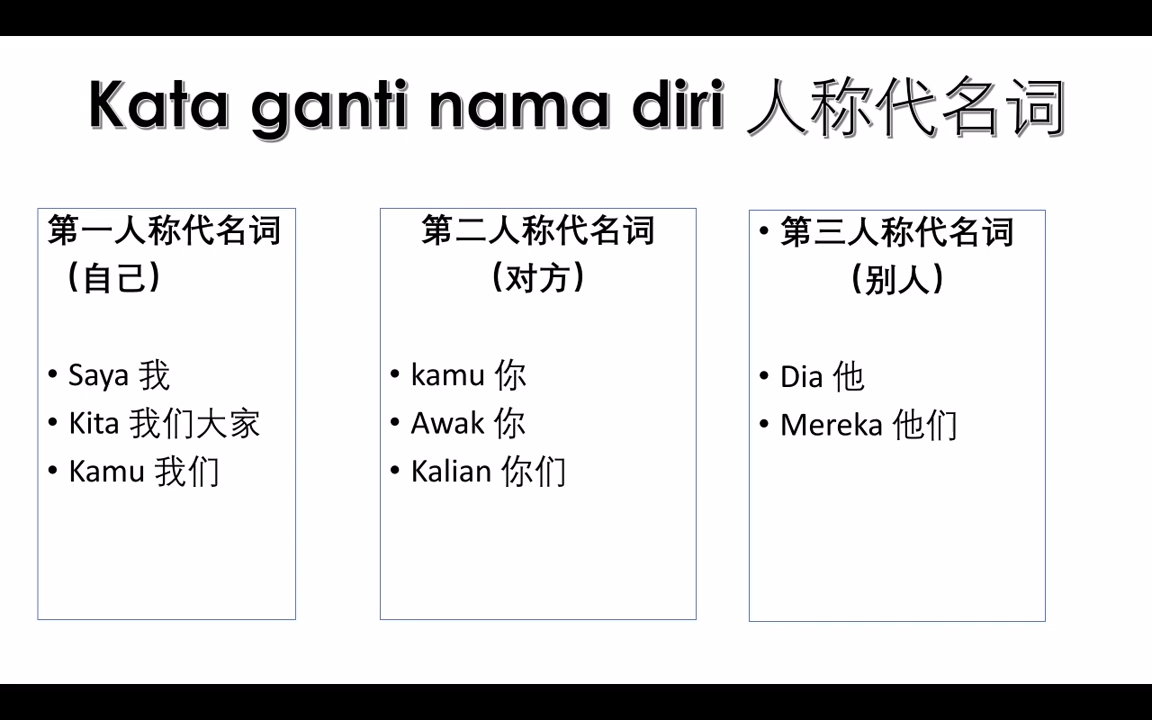 Kata ganti nama diri 人称代名词
第一人称代名词
（自己）
• Saya 我
• Kita 我们大家
• Kamu 我们
第二人称代名词
（对方）
• kamu 你
• Awak 你
• Kalian 你们
• 第三人称代名词
（别人）
• Dia 他
• Mereka 他们